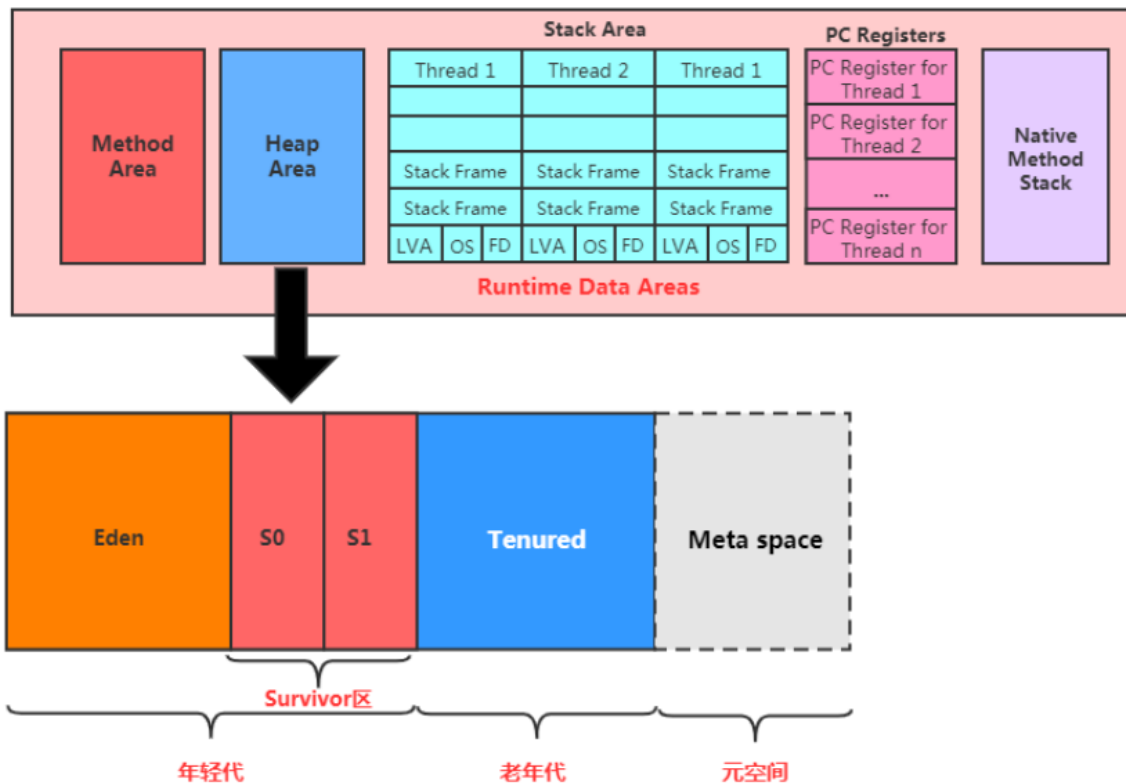 Stack Area
PC Registers
Method
Area
Heap
Area
Thread 1
Thread 2
Thread 1
Stack Frame
Stack Frame
Stack Frame
Stack Frame
Stack Frame
Stack Frame
LVA
OS
FD
LVA
OS
FD
LVA
OS
FD
PC Register for
Thread 1
PC Register for
Thread 2
...
PC Register for
Thread n
Native
Method
Stack
Runtime Data Areas
Eden
S0
S1
Tenured
Meta space
Survivor区
年轻代
老年代
元空间